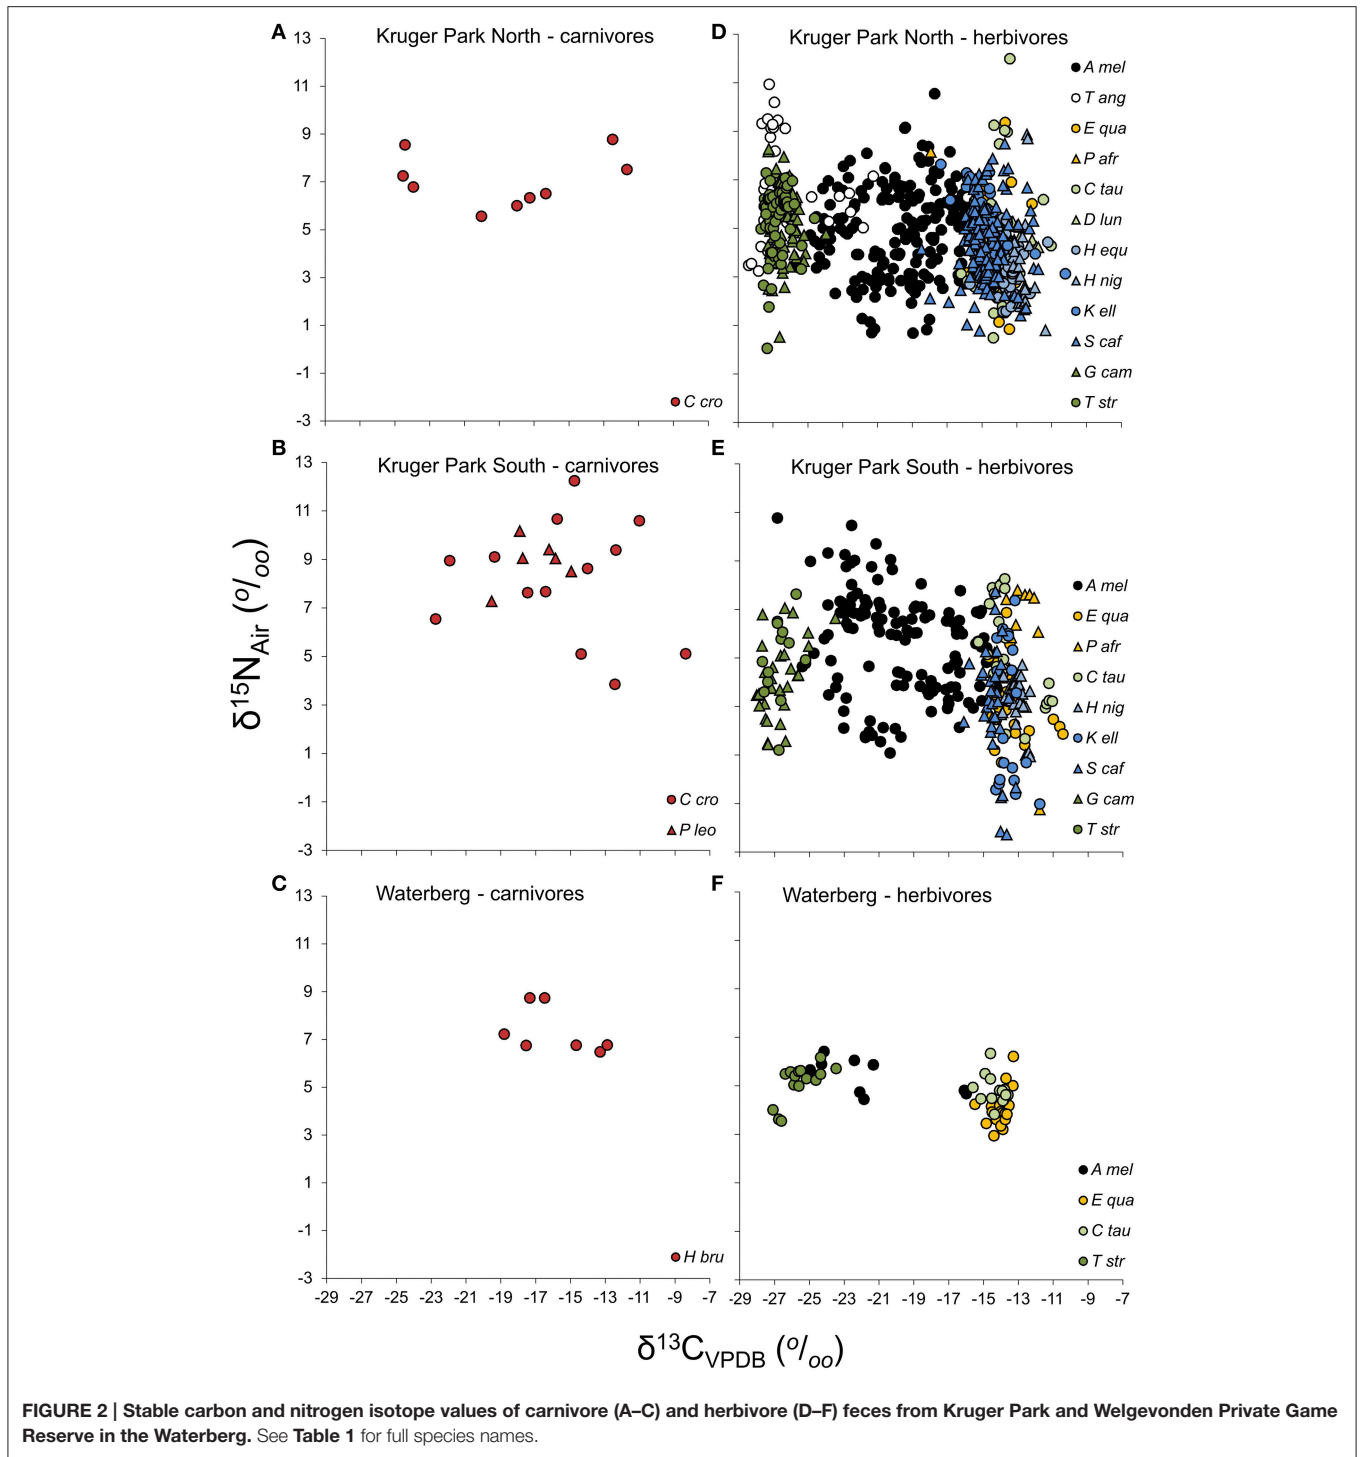 A
Kruger Park North - carnivores
13
11
9
7
5
3
1
-1
-3
C cro
D
Kruger Park North - herbivores
A mel
T ang
E qua
P afr
C tau
D lun
H equ
H nig
K ell
S caf
G cam
T str
B
Kruger Park South - carnivores
13
11
9
7
5
3
1
-1
-3
C cro
P leo
E
Kruger Park South - herbivores
A mel
E qua
P afr
C tau
H nig
K ell
S caf
G cam
T str
δ15NAir (o/oo)
C
Waterberg - carnivores
13
11
9
7
5
3
1
-1
-3
H bru
-29 -27 -25 -23 -21 -19 -17 -15 -13 -11 -9 -7
F
Waterberg - herbivores
A mel
E qua
C tau
T str
-29 -27 -25 -23 -21 -19 -17 -15 -13 -11 -9 -7
δ13CVPDB (o/oo)
FIGURE 2 | Stable carbon and nitrogen isotope values of carnivore (A–C) and herbivore (D–F) feces from Kruger Park and Welgevonden Private Game
Reserve in the Waterberg. See Table 1 for full species names.